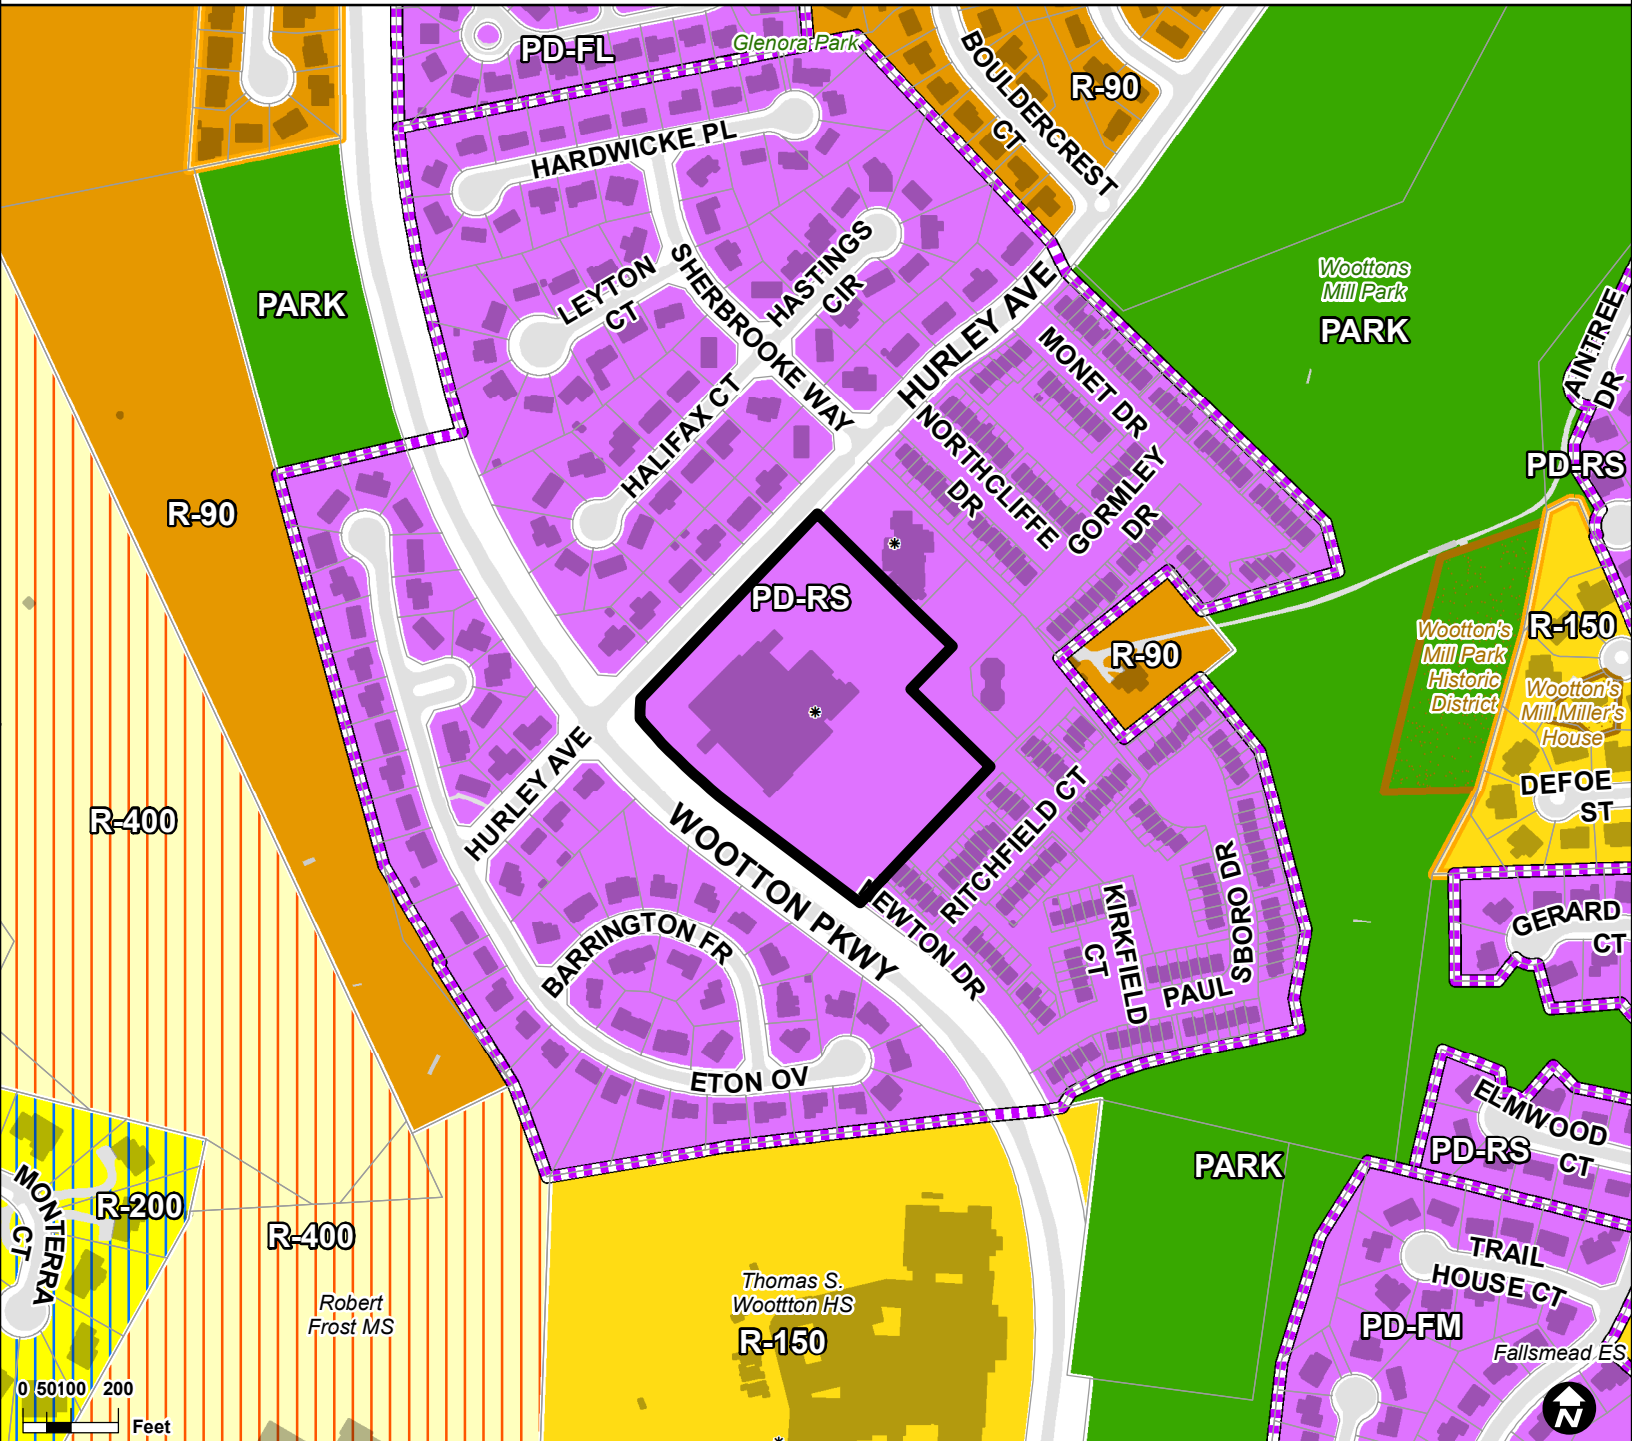 PD-FL
Glenora Park
BOULDERCREST
CT
R-90
HARDWICKE PL
LEYTON
CT
SHERBROOKE WAY
HASTINGS
CIR
HURLEY AVE
Woottons
Mill Park
PARK
PARK
AINTREE
DR
MONET DR
HALIFAX CT
NORTHCLIFFE
DR
GORMLEY
DR
PD-RS
R-90
PD-RS
R-90
Wootton's
Mill Park
Historic
District
R-150
Wootton's
Mill Miller's
House
DEFOE
ST
HURLEY AVE
R-400
WOOTTON PKWY
RITCHFIELD CT
NEWTON DR
KIRKFIELD
CT
PAUL
SBORO DR
GERARD
CT
BARRINGTON FR
ETON OV
ELMWOOD
CT
PD-RS
PARK
MONTERRA
CT
R-200
R-400
Robert
Frost MS
Thomas S.
Woottton HS
R-150
TRAIL
HOUSE CT
PD-FM
Fallsmead ES
0 50100 200
Feet
N